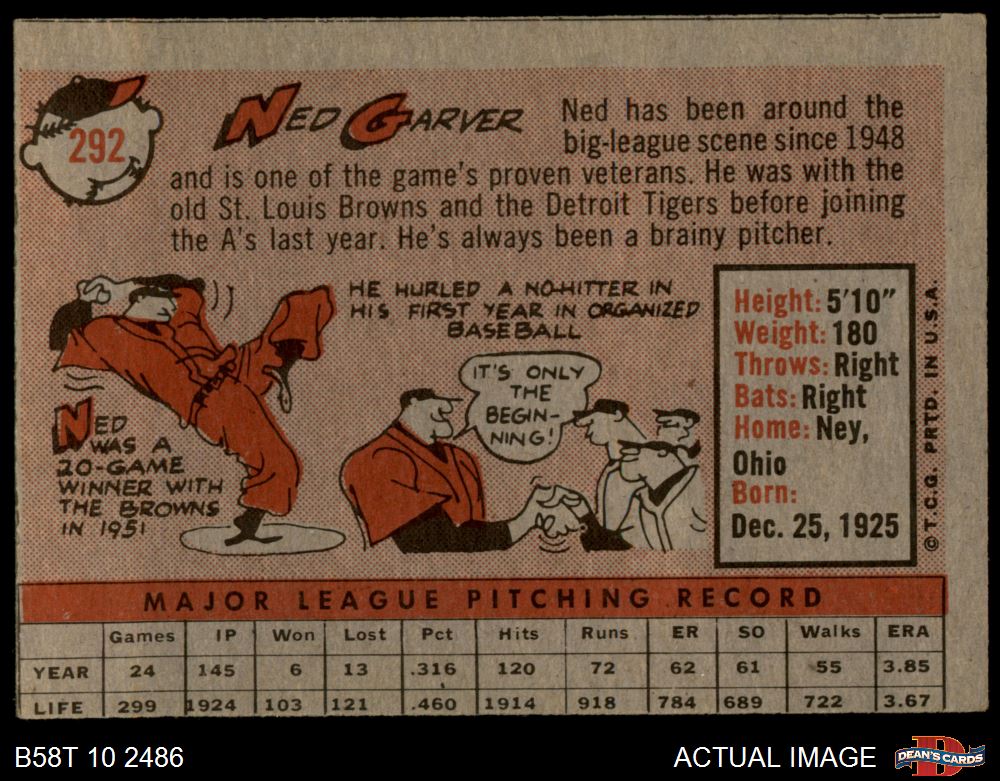 292
NED GARVER
Ned has been around the
big-league scene since 1948
and is one of the game's proven veterans. He was with the
old St. Louis Browns and the Detroit Tigers before joining
the A's last year. He's always been a brainy pitcher.
HE HURLED A NO-HITTER IN
HIS FIRST YEAR IN ORGANIZED
BASEBALL
IT'S ONLY
THE
BEGIN-
NING!
NED
WAS A
20-GAME
WINNER WITH
THE BROWNS
IN 1951
Height: 5'10"
Weight: 180
Throws: Right
Bats: Right
Home: Ney,
Ohio
Born:
Dec. 25, 1925
© T.C.G. PRTD. IN U.S.A.
MAJOR LEAGUE PITCHING RECORD
Games IP Won Lost Pct Hits Runs ER SO Walks ERA
YEAR 24 145 6 13 .316 120 72 62 61 55 3.85
LIFE 299 1924 103 121 .460 1914 918 784 689 722 3.67
B58T 10 2486
ACTUAL IMAGE
D
DEAN'S CARDS